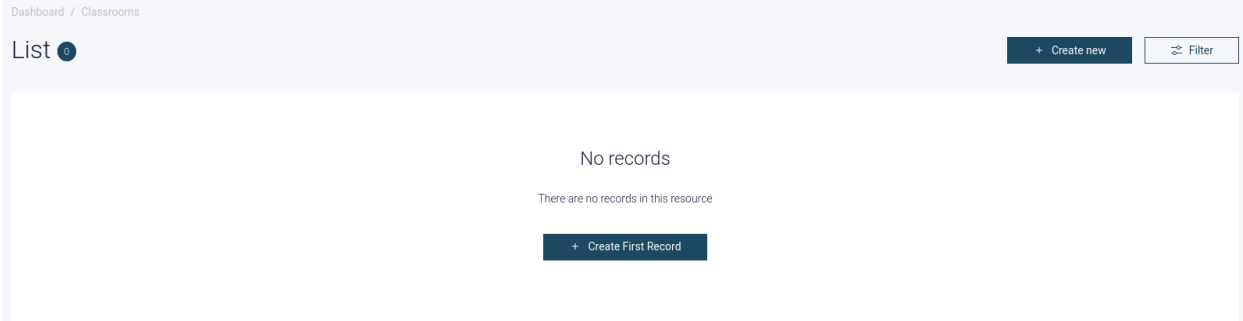 Dashboard / Classrooms
List 0
+ Create new
Filter
No records
There are no records in this resource
+ Create First Record